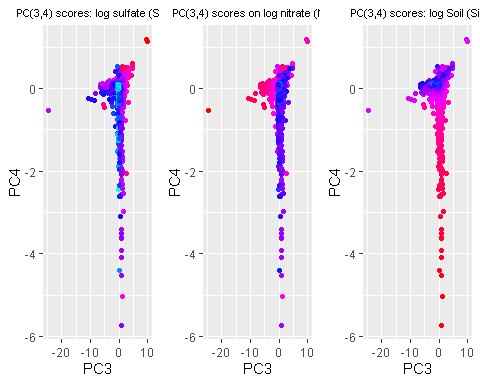 PC(3,4) scores: log sulfate (S
PC(3,4) scores on log nitrate (
PC(3,4) scores: log Soil (Si
0
-2
-4
-6
PC4
-20 -10 0 10
PC3
0
-2
-4
-6
PC4
-20 -10 0 10
PC3
0
-2
-4
-6
PC4
-20 -10 0 10
PC3